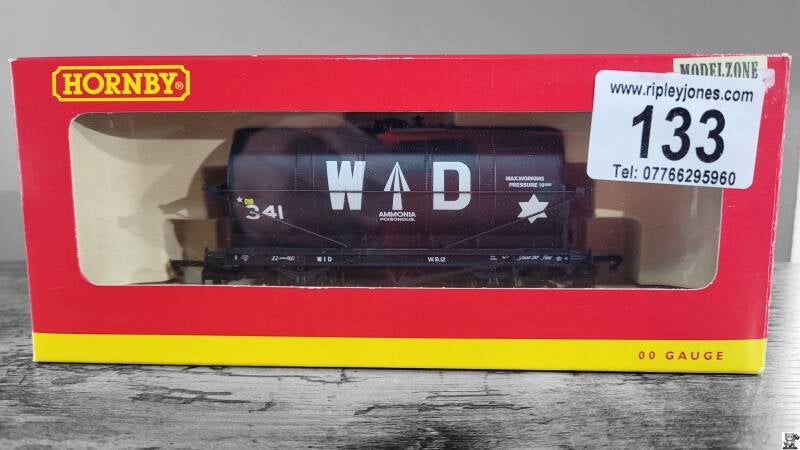 HORNBY®
MODELZONE
www.ripleyjones.com
133
Tel: 07766295960
W D
MAX.WORKING
PRESSURE
AMMONIA
POISONOUS.
341
W.B.12
00 GAUGE